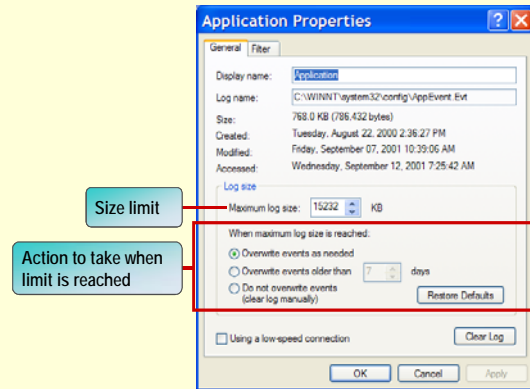 Application Properties
General Filter
Display name: Application
Log name: C:\WINNT\system32\config\AppEvent.Evt
Size: 768.0 KB (786,432 bytes)
Created: Tuesday, August 22, 2000 2:36:27 PM
Modified: Friday, September 07, 2001 10:39:06 AM
Accessed: Wednesday, September 12, 2001 7:25:42 AM
Log size
Size limit
Maximum log size: 15232 KB
When maximum log size is reached:
Action to take when
limit is reached
Overwrite events as needed
Overwrite events older than 7 days
Do not overwrite events
(clear log manually)
Restore Defaults
Using a low-speed connection
Clear Log
OK Cancel Apply